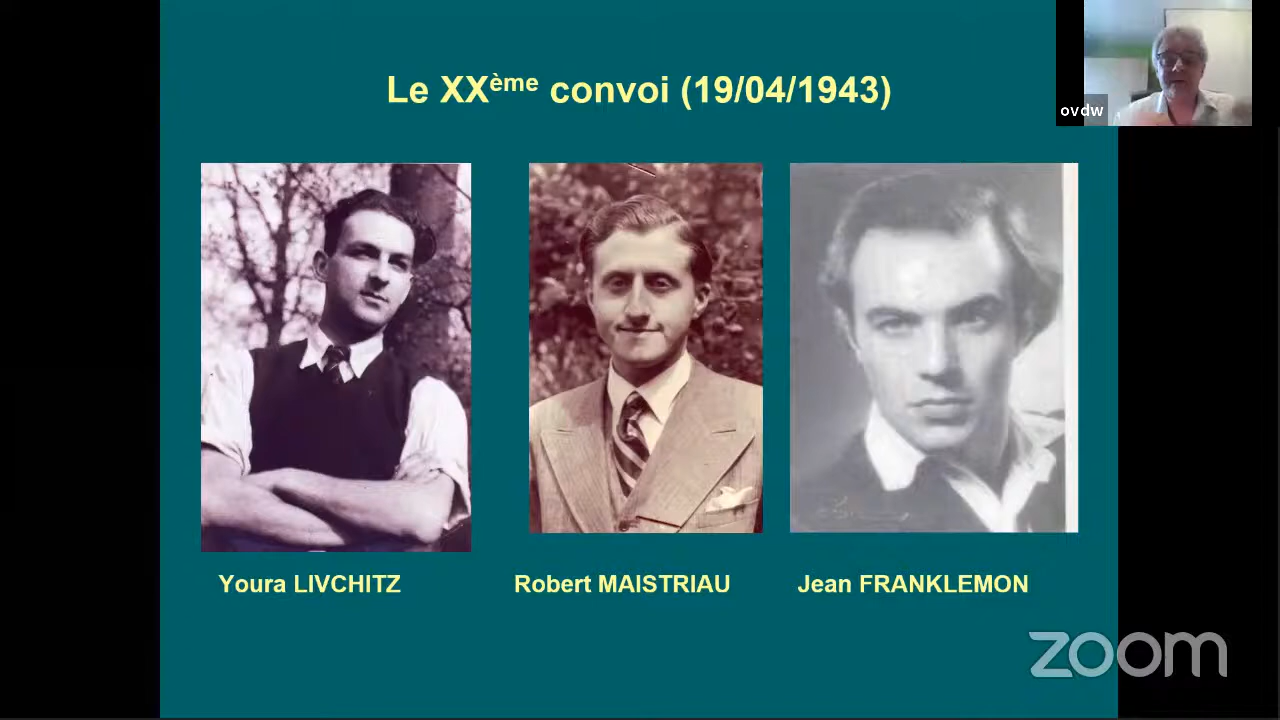 Le XXème convoi (19/04/1943)
ovdw
Youra LIVCHITZ
Robert MAISTRIAU
Jean FRANKLEMON
zoom